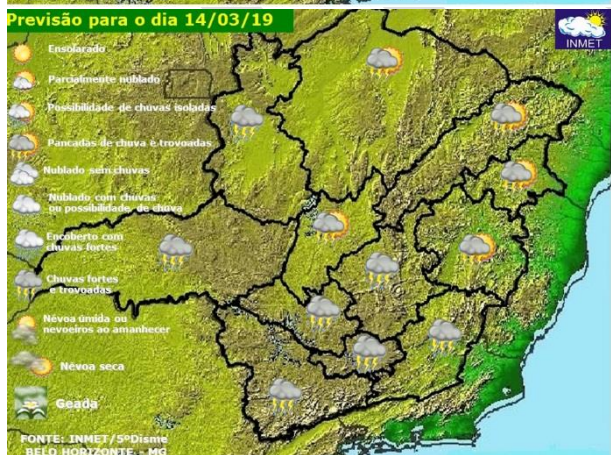 Previsão para o dia 14/03/19
INMET
Ensolarado
Parcialmente nublado
Possibilidade de chuvas isoladas
Pancadas de chuva e trovoadas
Nublado sem chuvas
Nublado com chuvas
ou possibilidade de chuva
Encoberto com
chuvas fortes
Chuvas fortes
e trovoadas
Névoa úmida ou
nevoeiros ao amanhecer
Névoa seca
Geada
FONTE: INMET/5ºDisme
BELO HORIZONTE - MG